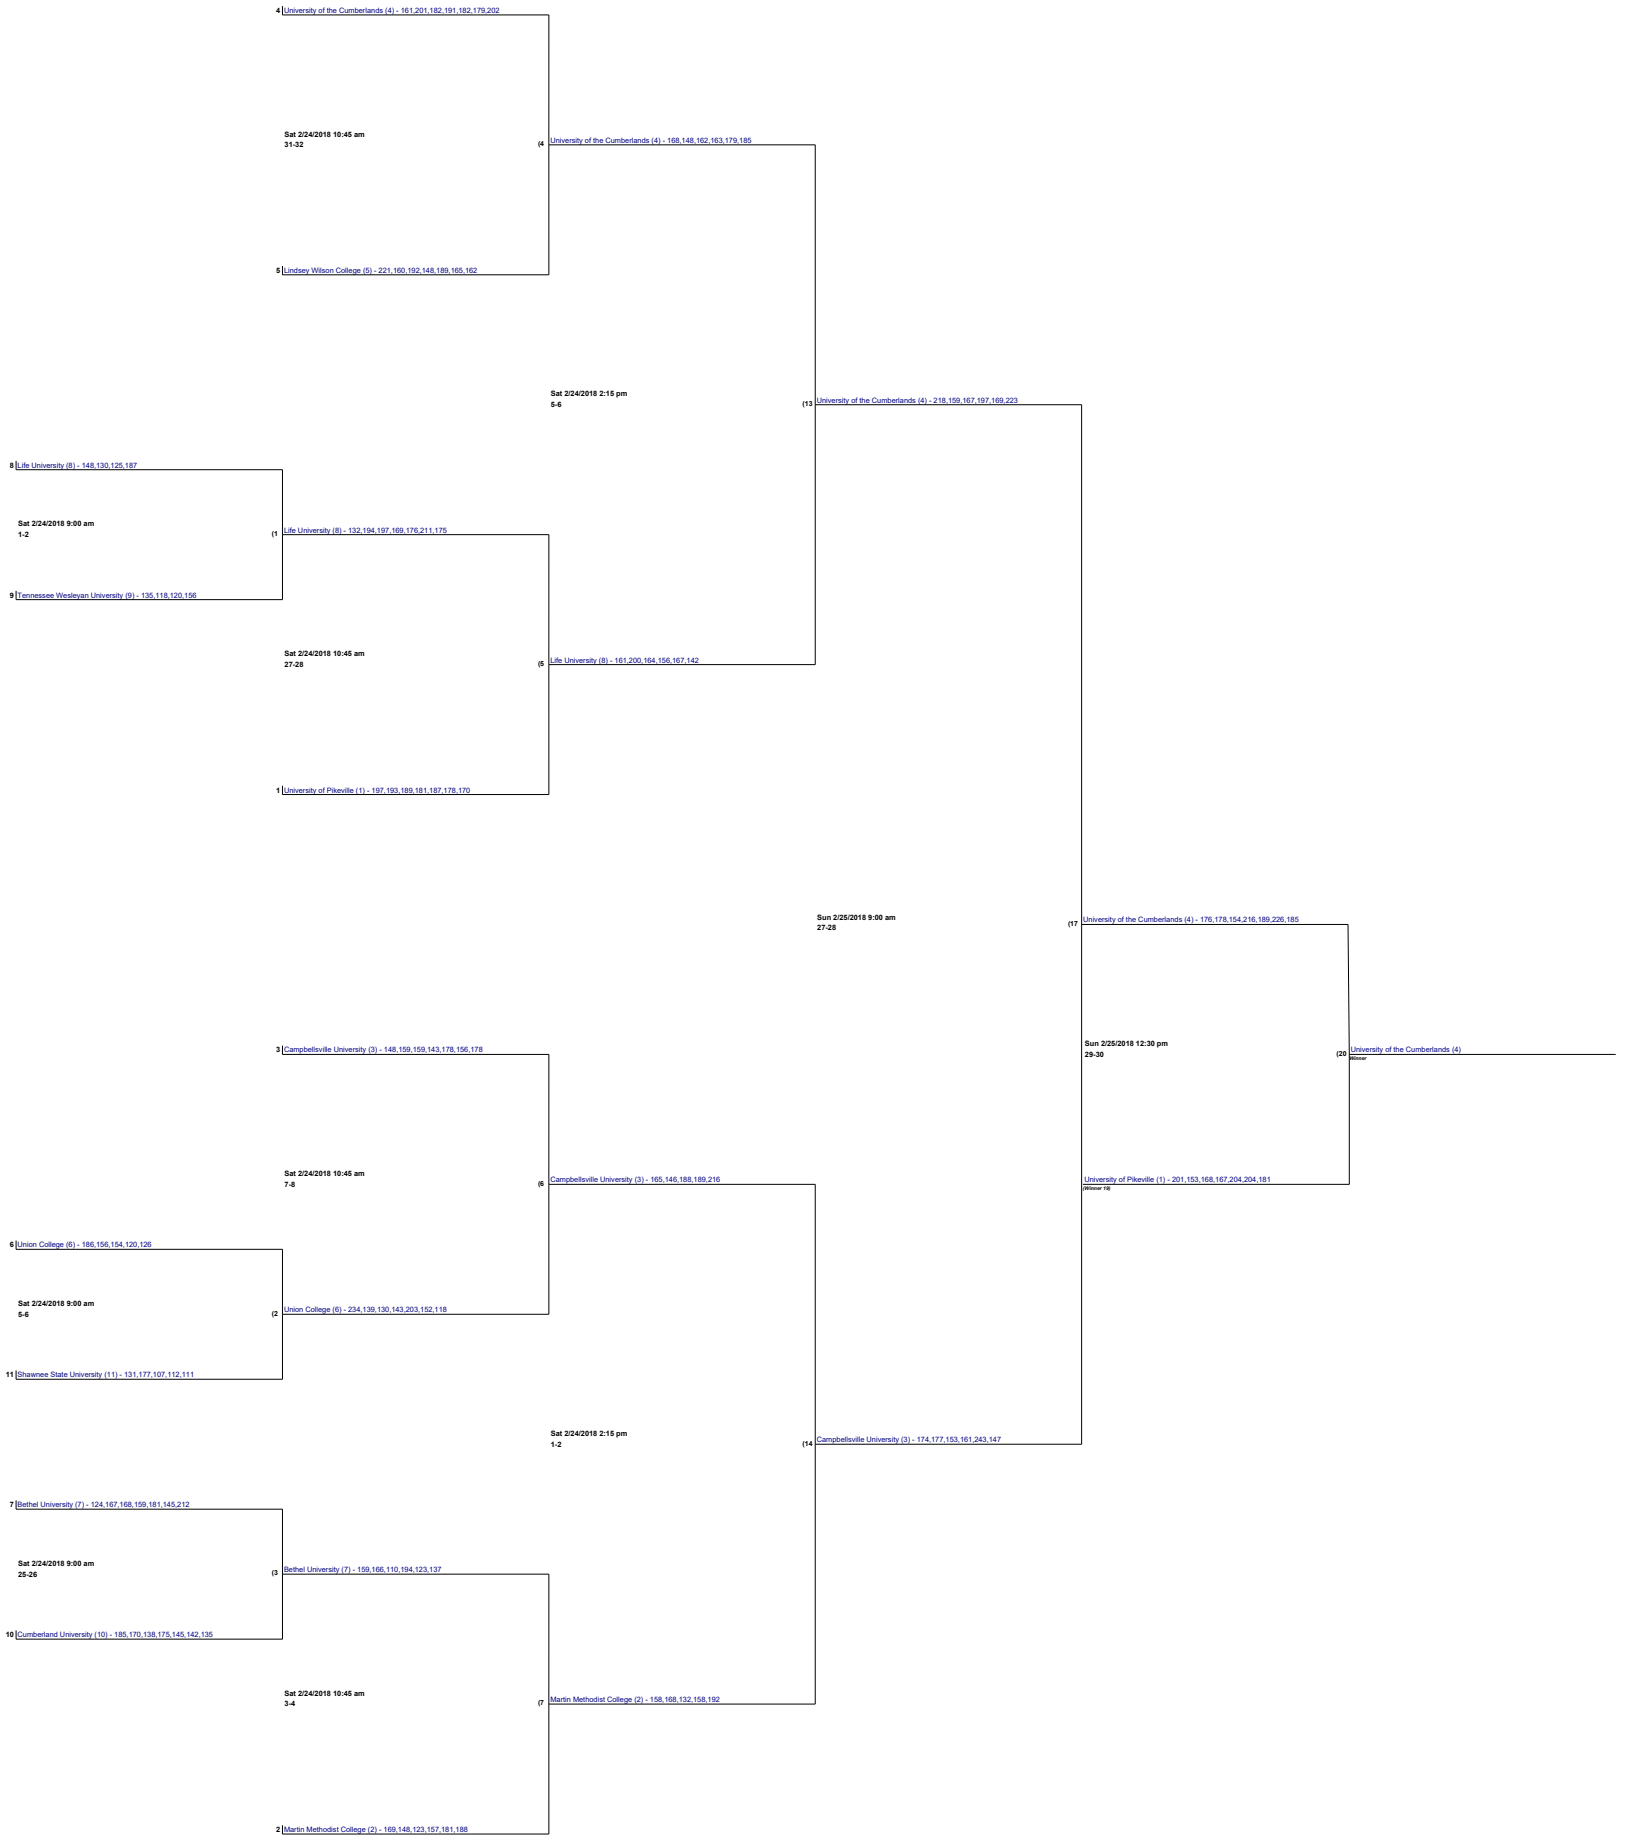 4 University of the Cumberlands (4) - 161,201,182,191,182,179,202
Sat 2/24/2018 10:45 am
31-32
(4 University of the Cumberlands (4) - 168,148,162,163,179,185
5 Lindsey Wilson College (5) - 221,160,192,148,189,165,162
Sat 2/24/2018 2:15 pm
5-6
(13 University of the Cumberlands (4) - 218,159,167,197,169,223
8 Life University (8) - 148,130,125,187
Sat 2/24/2018 9:00 am
1-2
(1 Life University (8) - 132,194,197,169,176,211,175
9 Tennessee Wesleyan University (9) - 135,118,120,156
Sat 2/24/2018 10:45 am
27-28
(5 Life University (8) - 161,200,164,156,167,142
1 University of Pikeville (1) - 197,193,189,181,187,178,170
Sun 2/25/2018 9:00 am
27-28
(17 University of the Cumberlands (4) - 176,178,154,216,189,226,185
3 Campbellsville University (3) - 148,159,159,143,178,156,178
Sun 2/25/2018 12:30 pm
29-30
(20 University of the Cumberlands (4)
Winner
Sat 2/24/2018 10:45 am
7-8
(6 Campbellsville University (3) - 165,146,188,189,216
University of Pikeville (1) - 201,153,168,167,204,204,181
(Winner 19)
6 Union College (6) - 186,156,154,120,126
Sat 2/24/2018 9:00 am
5-6
(2 Union College (6) - 234,139,130,143,203,152,118
11 Shawnee State University (11) - 131,177,107,112,111
Sat 2/24/2018 2:15 pm
1-2
(14 Campbellsville University (3) - 174,177,153,161,243,147
7 Bethel University (7) - 124,167,168,159,181,145,212
Sat 2/24/2018 9:00 am
25-26
(3 Bethel University (7) - 159,166,110,194,123,137
10 Cumberland University (10) - 185,170,138,175,145,142,135
Sat 2/24/2018 10:45 am
3-4
(7 Martin Methodist College (2) - 158,168,132,158,192
2 Martin Methodist College (2) - 169,148,123,157,181,188